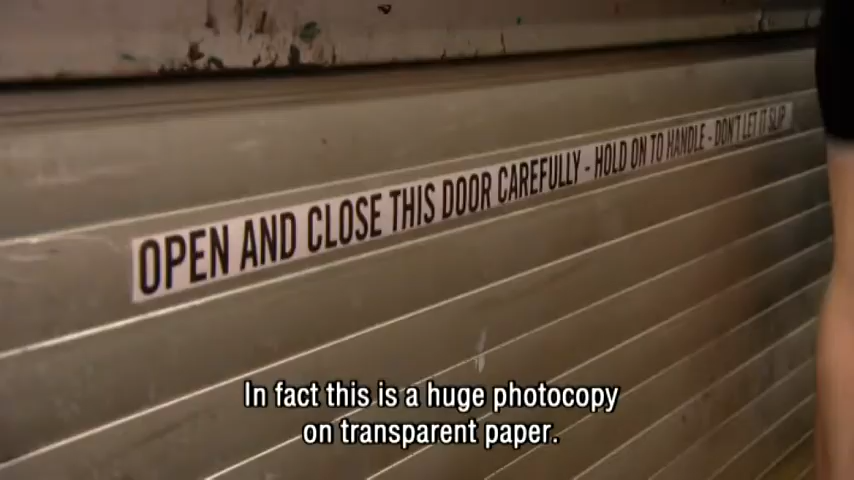 OPEN AND CLOSE THIS DOOR CAREFULLY - HOLD ON TO HANDLE - DON'T LET IT SLIP
In fact this is a huge photocopy
on transparent paper.